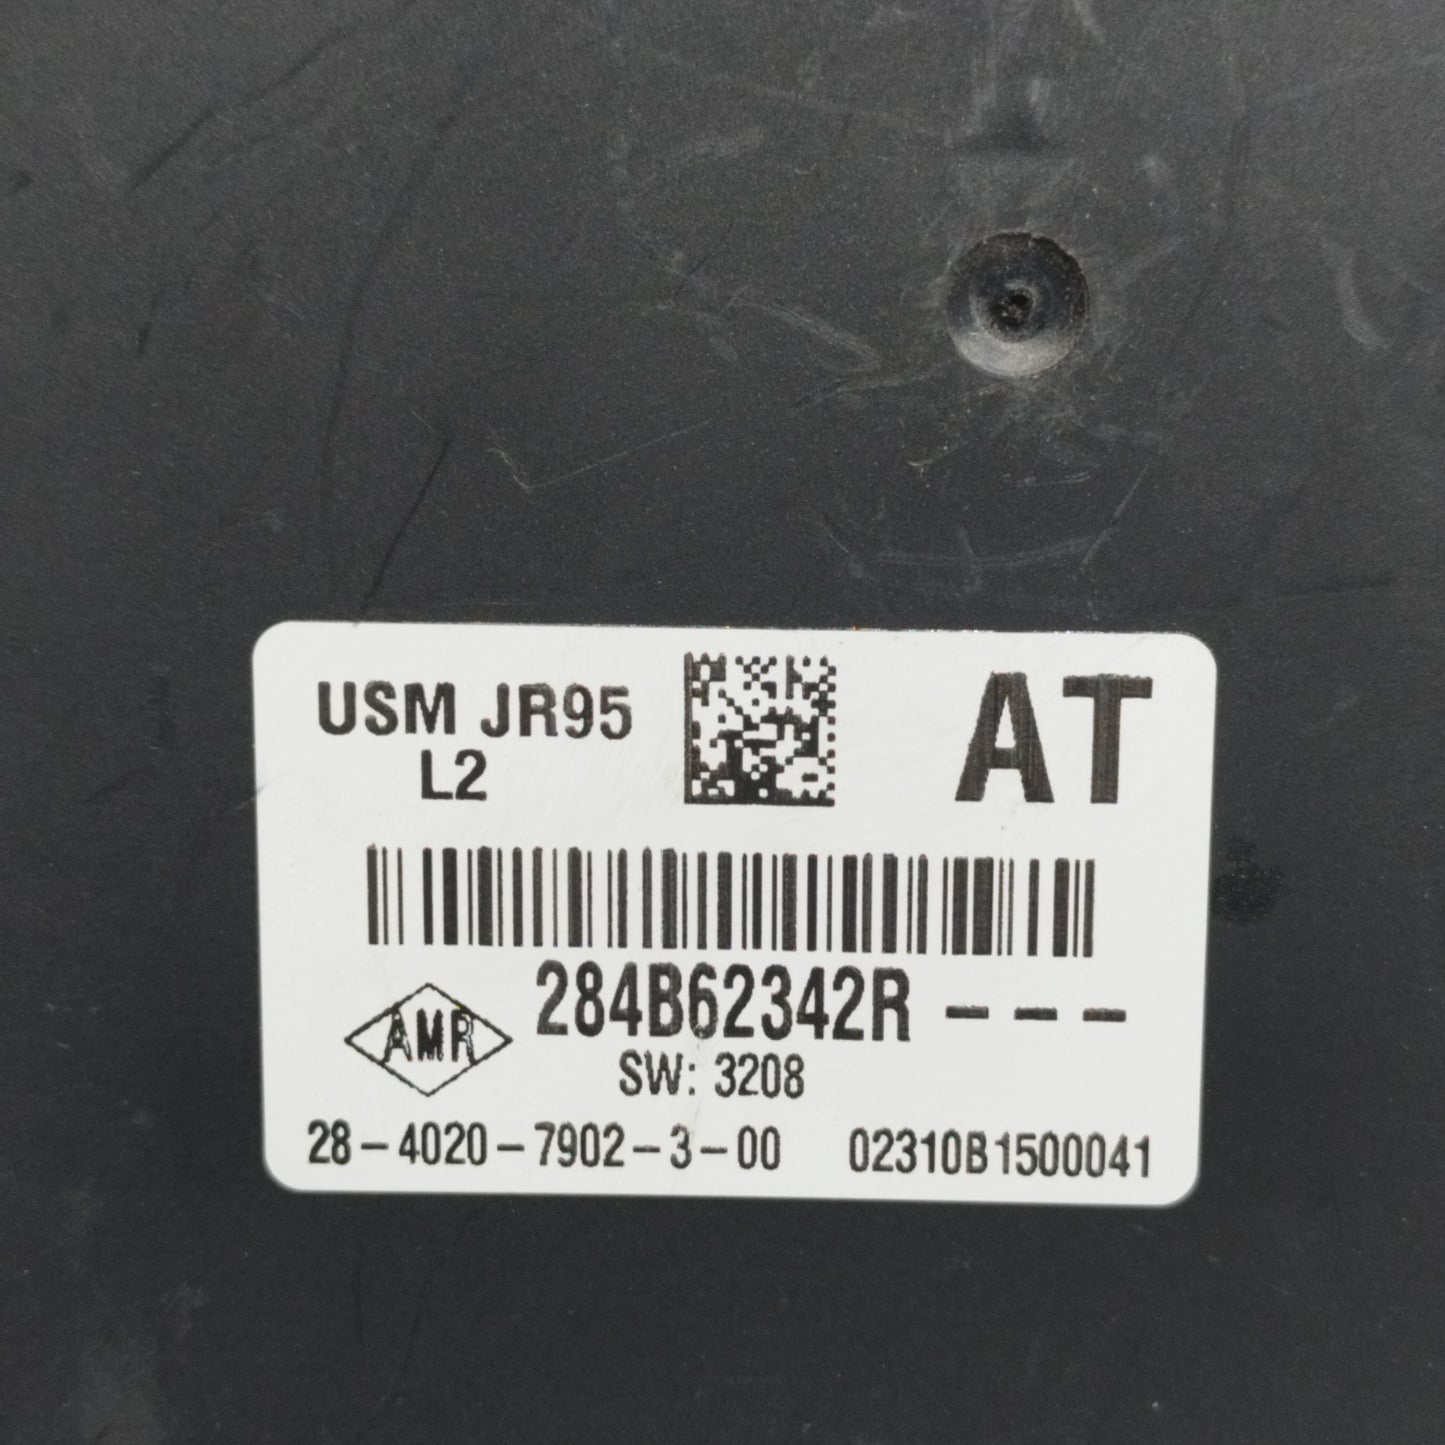 USM JR95
L2
AT
284B62342R - - -
AMR
SW: 3208
28-4020-7902-3-00 02310B1500041